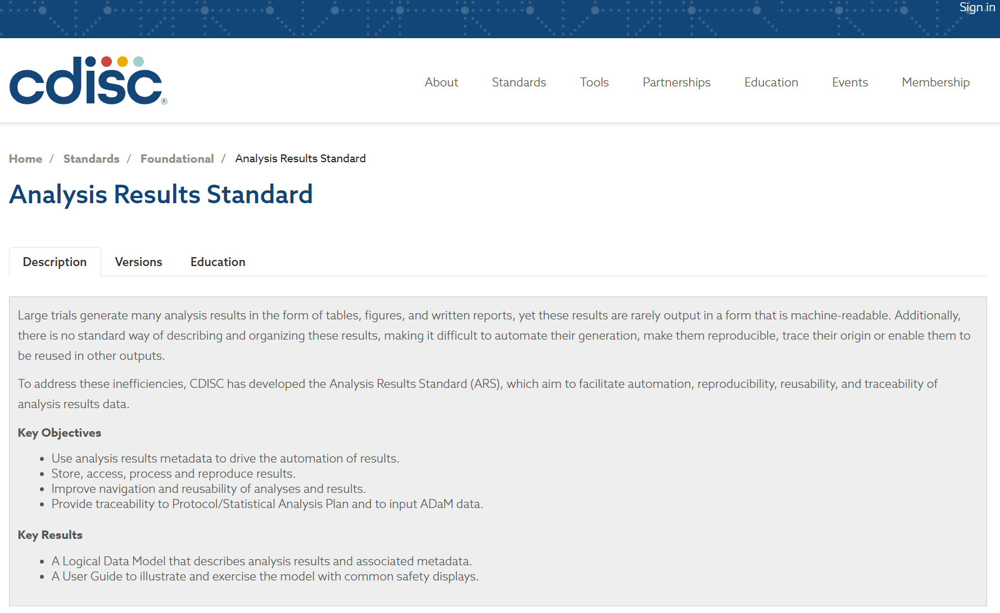 Sign in
cdisc®
About Standards Tools Partnerships Education Events Membership
Home / Standards / Foundational / Analysis Results Standard
Analysis Results Standard
Description Versions Education
Large trials generate many analysis results in the form of tables, figures, and written reports, yet these results are rarely output in a form that is machine-readable. Additionally,
there is no standard way of describing and organizing these results, making it difficult to automate their generation, make them reproducible, trace their origin or enable them to
be reused in other outputs.
To address these inefficiencies, CDISC has developed the Analysis Results Standard (ARS), which aim to facilitate automation, reproducibility, reusability, and traceability of
analysis results data.
Key Objectives
• Use analysis results metadata to drive the automation of results.
• Store, access, process and reproduce results.
• Improve navigation and reusability of analyses and results.
• Provide traceability to Protocol/Statistical Analysis Plan and to input ADaM data.
Key Results
• A Logical Data Model that describes analysis results and associated metadata.
• A User Guide to illustrate and exercise the model with common safety displays.